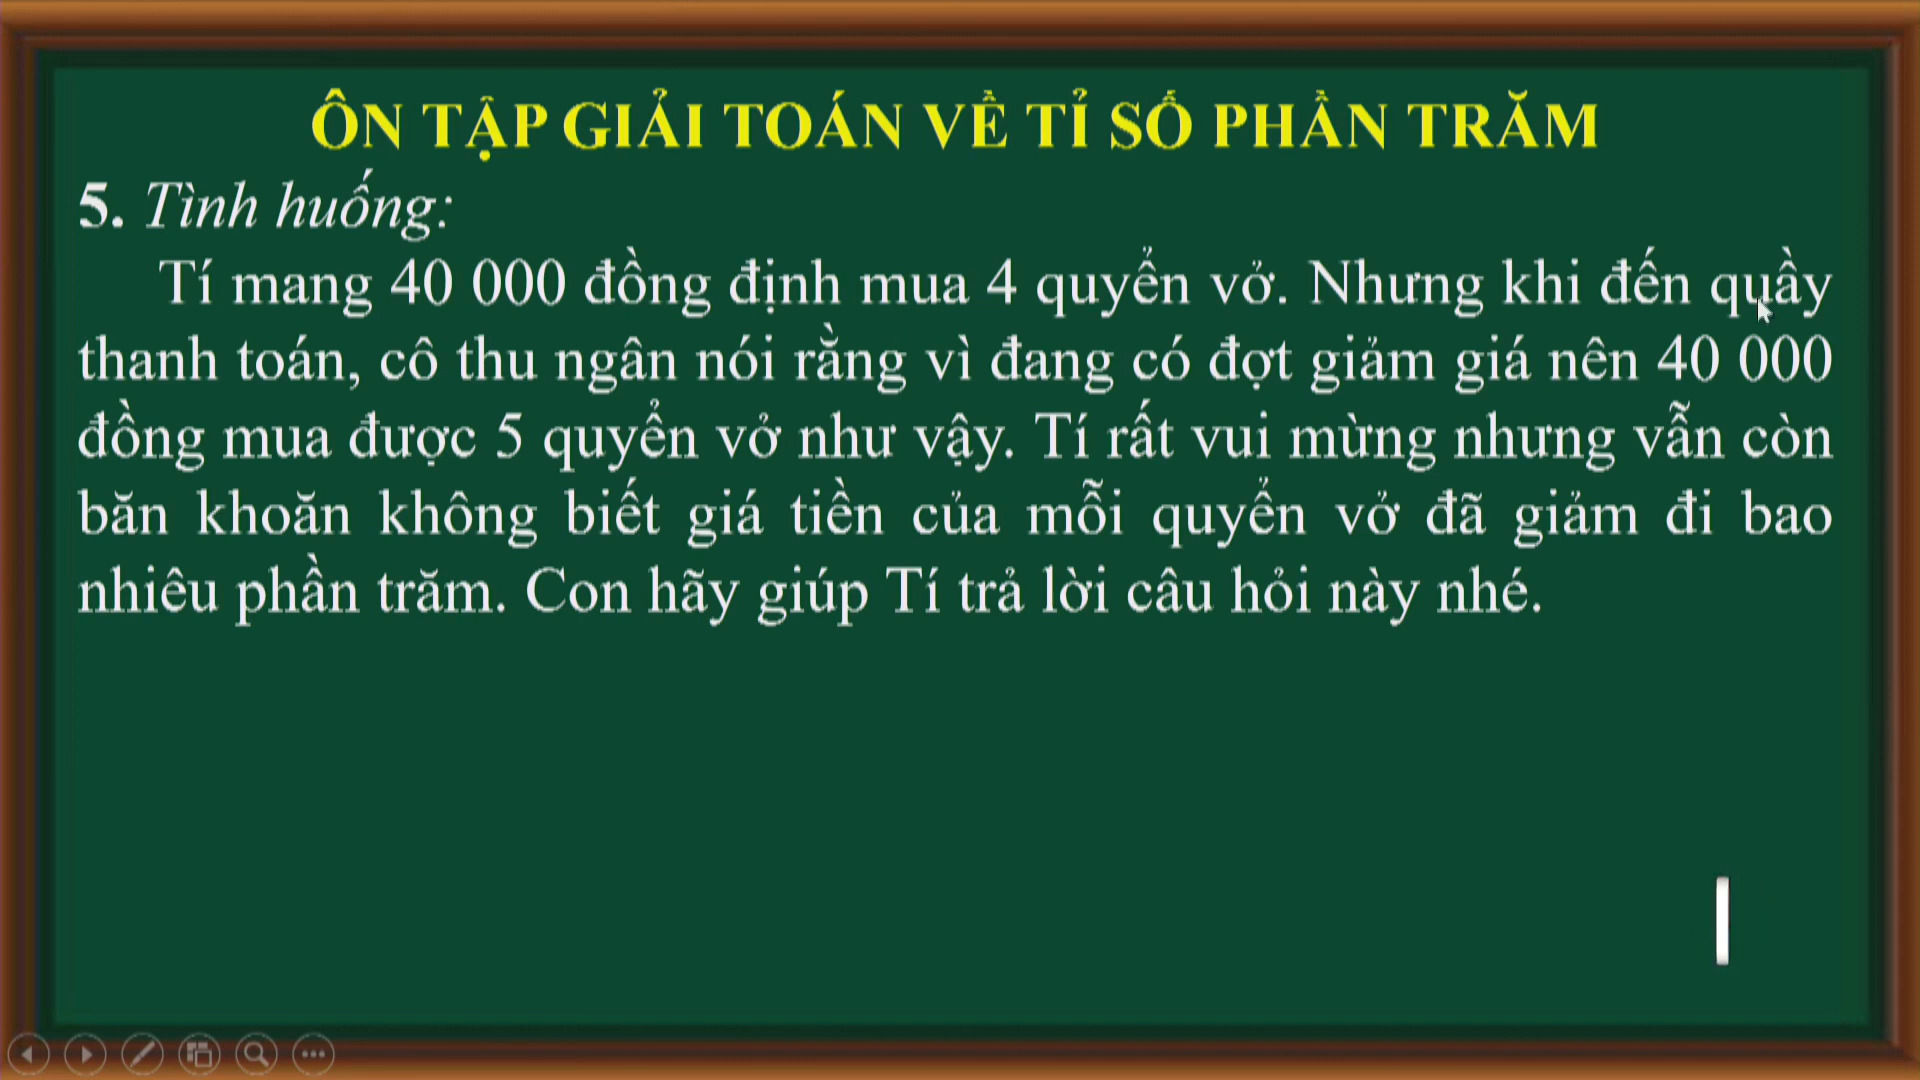 ÔN TẬP GIẢI TOÁN VỀ TỈ SỐ PHẦN TRĂM
5. Tình huống:
Tí mang 40 000 đồng định mua 4 quyển vở. Nhưng khi đến quầy
thanh toán, cô thu ngân nói rằng vì đang có đợt giảm giá nên 40 000
đồng mua được 5 quyển vở như vậy. Tí rất vui mừng nhưng vẫn còn
băn khoăn không biết giá tiền của mỗi quyển vở đã giảm đi bao
nhiêu phần trăm. Con hãy giúp Tí trả lời câu hỏi này nhé.